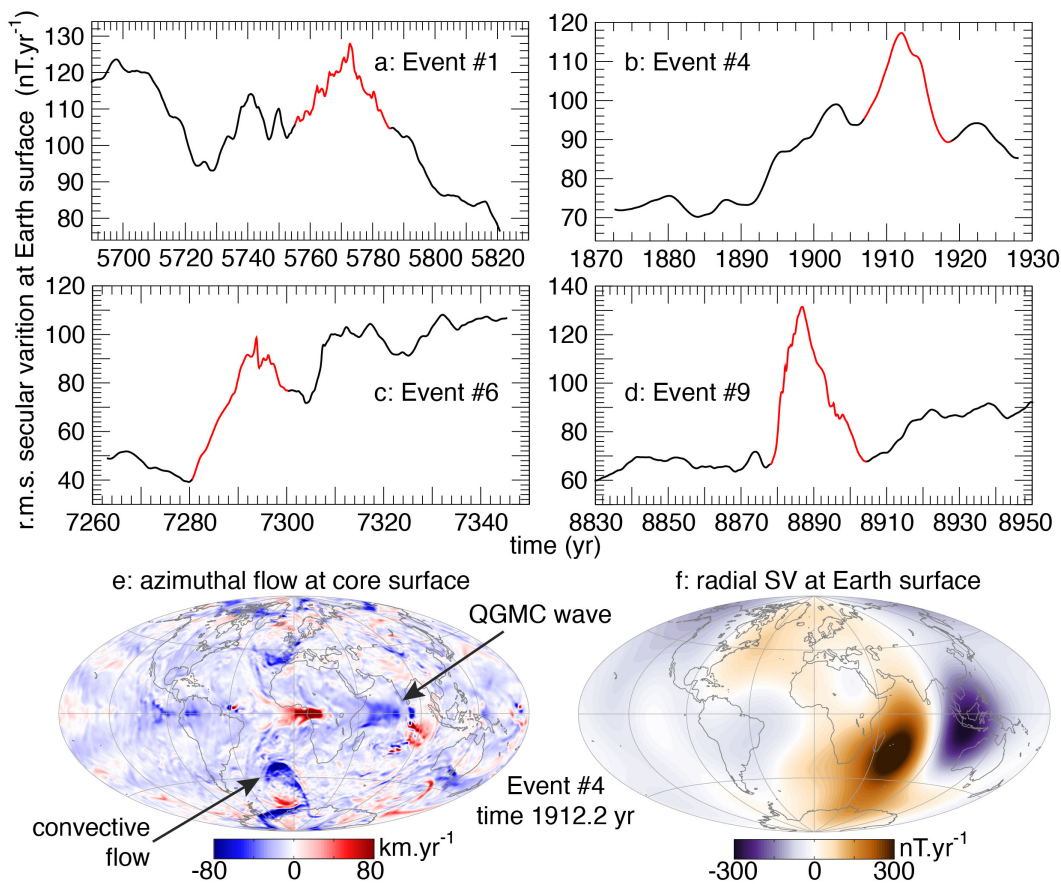 r.m.s. secular varition at Earth surface (nT.yr-1)
a: Event #1
130
120
110
100
90
80
5700 5720 5740 5760 5780 5800 5820
b: Event #4
120
110
100
90
80
70
1870 1880 1890 1900 1910 1920 1930
c: Event #6
120
100
80
60
40
7260 7280 7300 7320 7340
d: Event #9
140
120
100
80
60
8830 8850 8870 8890 8910 8930 8950
time (yr)
e: azimuthal flow at core surface
QGMC wave
convective
flow
Event #4
time 1912.2 yr
km.yr-1
-80 0 80
f: radial SV at Earth surface
nT.yr-1
-300 0 300